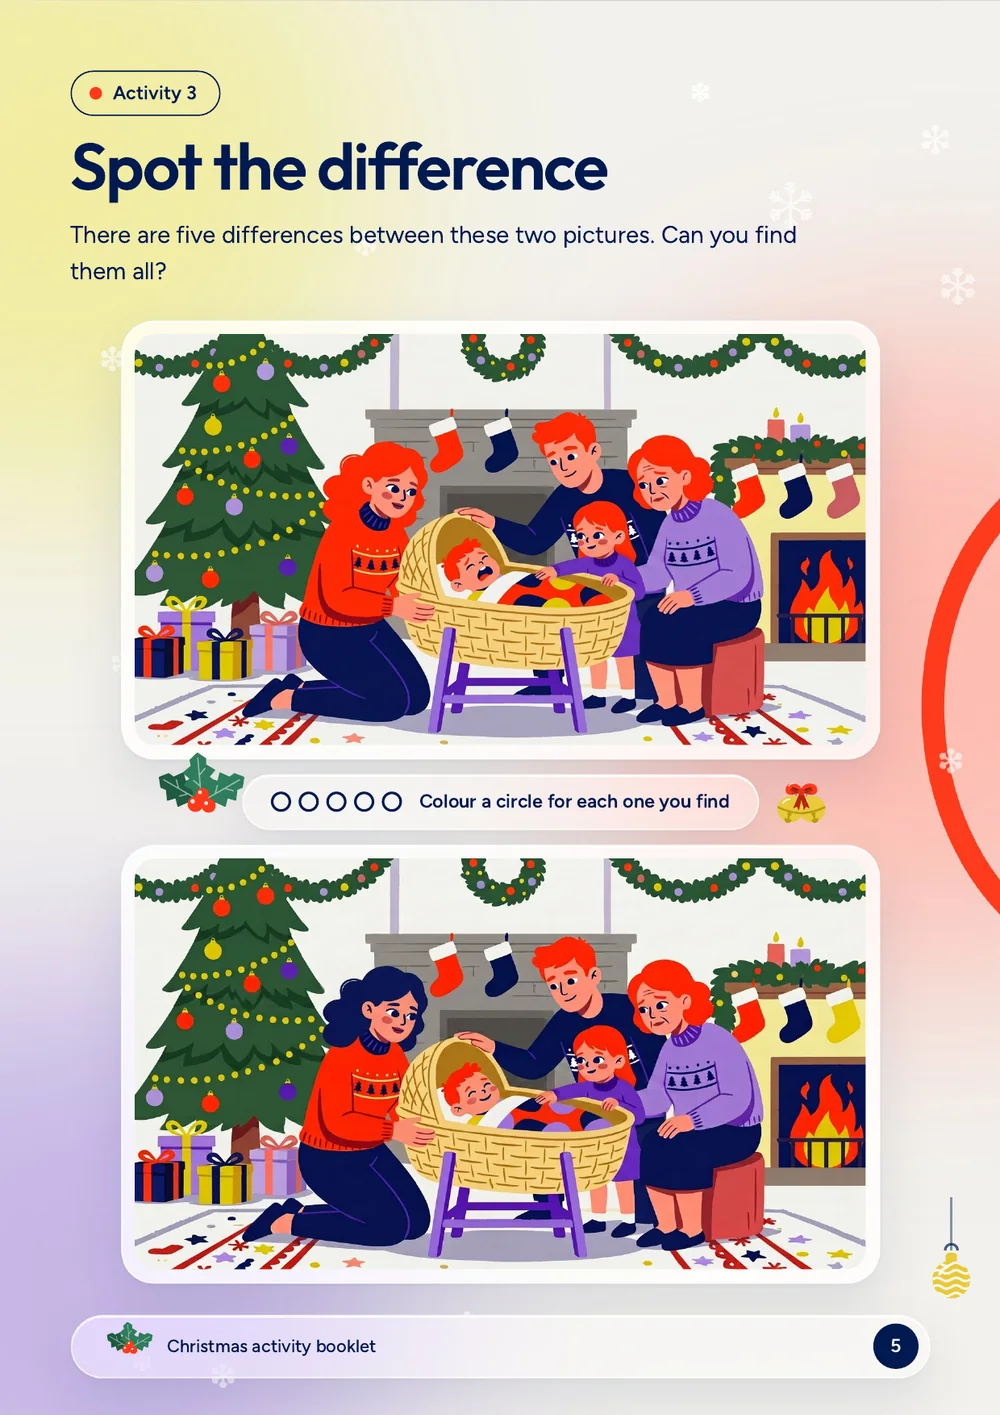 Activity 3
Spot the difference
There are five differences between these two pictures. Can you find
them all?
Colour a circle for each one you find
Christmas activity booklet
5